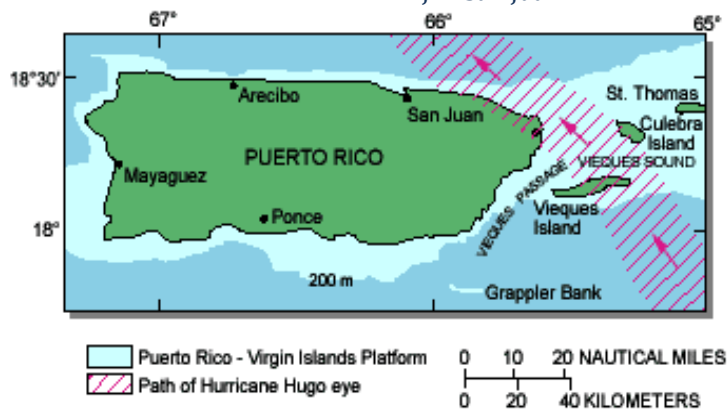 67°
66°
65°
18°30'
Arecibo
San Juan
St. Thomas
Culebra
Island
PUERTO RICO
VIEQUES SOUND
Mayaguez
VIEQUES PASSAGE
Vieques
Island
Ponce
18°
200 m
Grappler Bank
Puerto Rico - Virgin Islands Platform
0 10 20 NAUTICAL MILES
Path of Hurricane Hugo eye
0 20 40 KILOMETERS